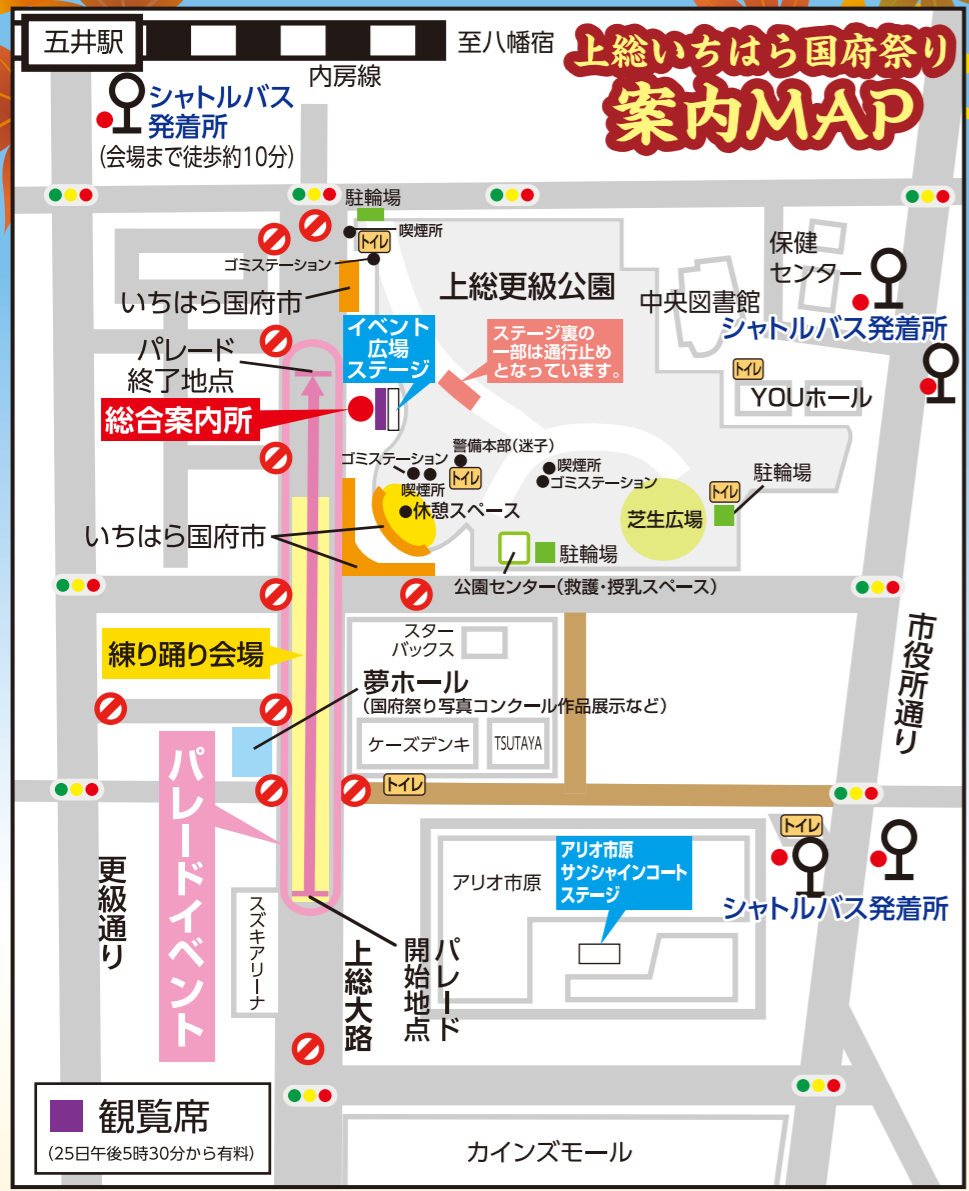 五井駅
至八幡宿
内房線
上総いちはら国府祭り
案内MAP
シャトルバス
発着所
(会場まで徒歩約10分)
駐輪場
喫煙所
トイレ
ゴミステーション
いちはら国府市
上総更級公園
保健
センター
中央図書館
シャトルバス発着所
イベント
広場
ステージ
ステージ裏の
一部は通行止め
となっています。
パレード
終了地点
総合案内所
トイレ
YOUホール
ゴミステーション
警備本部(迷子)
トイレ
喫煙所
喫煙所
ゴミステーション
休憩スペース
トイレ
駐輪場
芝生広場
いちはら国府市
駐輪場
公園センター(救護・授乳スペース)
スター
バックス
練り踊り会場
夢ホール
(国府祭り写真コンクール作品展示など)
市役所通り
ケーズデンキ
TSUTAYA
トイレ
パレードイベント
更級通り
スズキアリーナ
上総大路
パレード
開始地点
アリオ市原
アリオ市原
サンシャインコート
ステージ
トイレ
シャトルバス発着所
観覧席
(25日午後5時30分から有料)
カインズモール